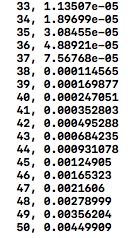 33, 1.13507e-05
34, 1.89699e-05
35, 3.08455e-05
36, 4.88921e-05
37, 7.56768e-05
38, 0.000114565
39, 0.000169877
40, 0.000247051
41, 0.000352803
42, 0.000495288
43, 0.000684235
44, 0.000931078
45, 0.00124905
46, 0.00165323
47, 0.0021606
48, 0.00278999
49, 0.00356204
50, 0.00449909